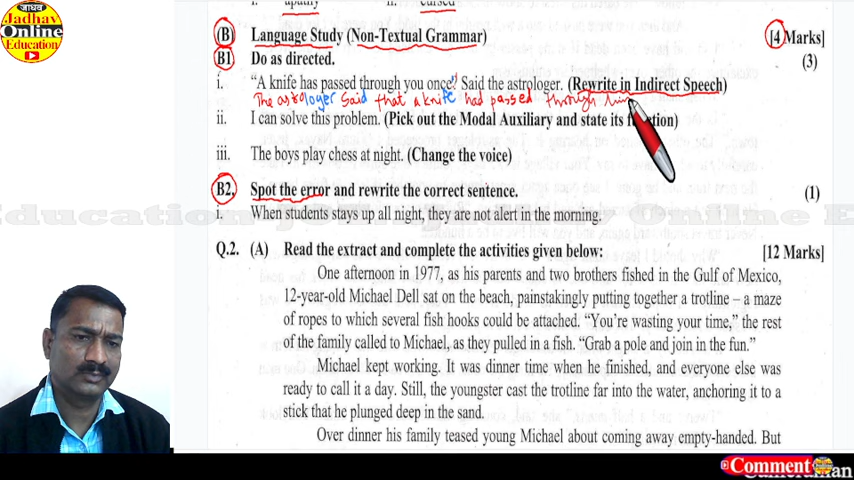 जाधव
Jadhav
Online
Education
(B) Language Study (Non-Textual Grammar) [4 Marks]
B1 Do as directed. (3)
i. “A knife has passed through you once”? Said the astrologer. (Rewrite in Indirect Speech)
The astrologer said that a knife had passed through
ii. I can solve this problem. (Pick out the Modal Auxiliary and state its function)
iii. The boys play chess at night. (Change the voice)
B2. Spot the error and rewrite the correct sentence. (1)
i. When students stays up all night, they are not alert in the morning.
Q.2. (A) Read the extract and complete the activities given below: [12 Marks]
One afternoon in 1977, as his parents and two brothers fished in the Gulf of Mexico,
12-year-old Michael Dell sat on the beach, painstakingly putting together a trotline – a maze
of ropes to which several fish hooks could be attached. “You’re wasting your time,” the rest
of the family called to Michael, as they pulled in a fish. “Grab a pole and join in the fun.”
Michael kept working. It was dinner time when he finished, and everyone else was
ready to call it a day. Still, the youngster cast the trotline far into the water, anchoring it to a
stick that he plunged deep in the sand.
Over dinner his family teased young Michael about coming away empty-handed. But
Comment